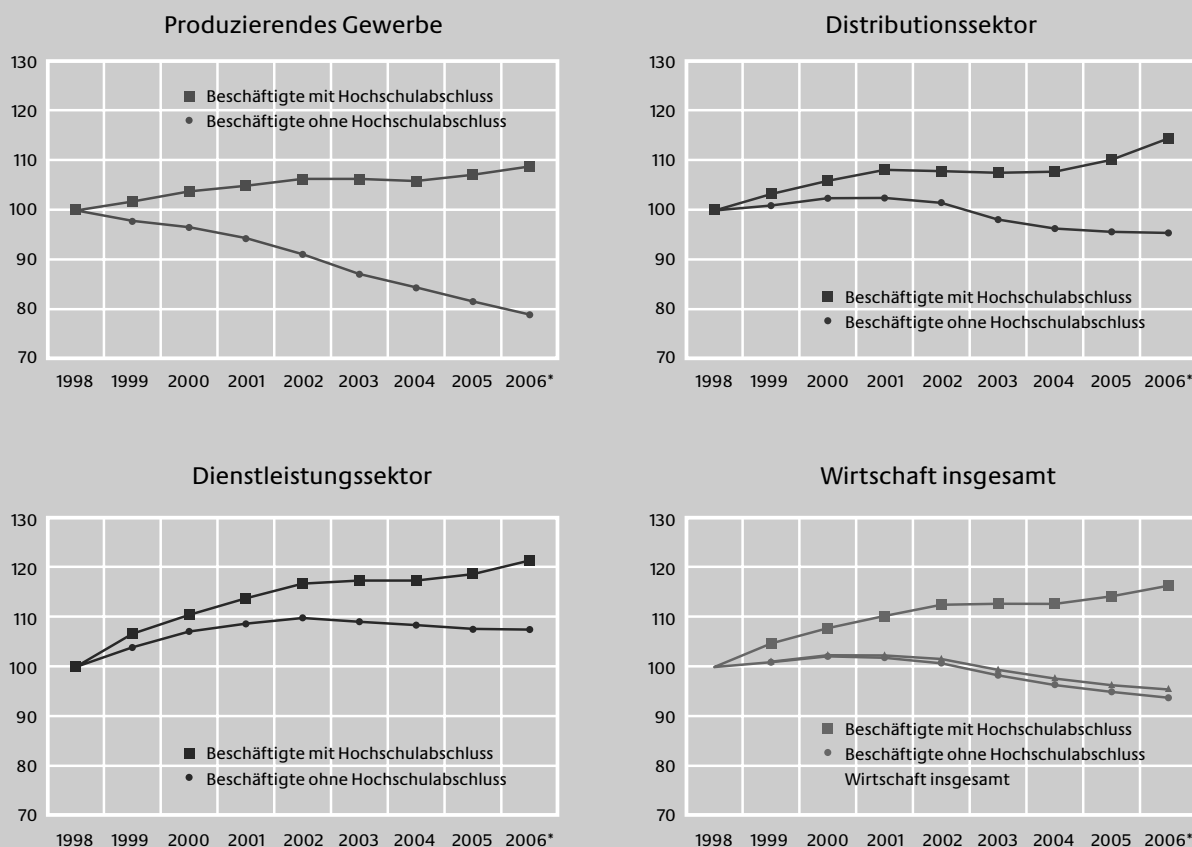 Produzierendes Gewerbe
130
120
110
100
90
80
70
Beschäftigte mit Hochschulabschluss
Beschäftigte ohne Hochschulabschluss
1998 1999 2000 2001 2002 2003 2004 2005 2006*
Distributionssektor
130
120
110
100
90
80
70
Beschäftigte mit Hochschulabschluss
Beschäftigte ohne Hochschulabschluss
1998 1999 2000 2001 2002 2003 2004 2005 2006*
Dienstleistungssektor
130
120
110
100
90
80
70
Beschäftigte mit Hochschulabschluss
Beschäftigte ohne Hochschulabschluss
1998 1999 2000 2001 2002 2003 2004 2005 2006*
Wirtschaft insgesamt
130
120
110
100
90
80
70
Beschäftigte mit Hochschulabschluss
Beschäftigte ohne Hochschulabschluss
Wirtschaft insgesamt
1998 1999 2000 2001 2002 2003 2004 2005 2006*